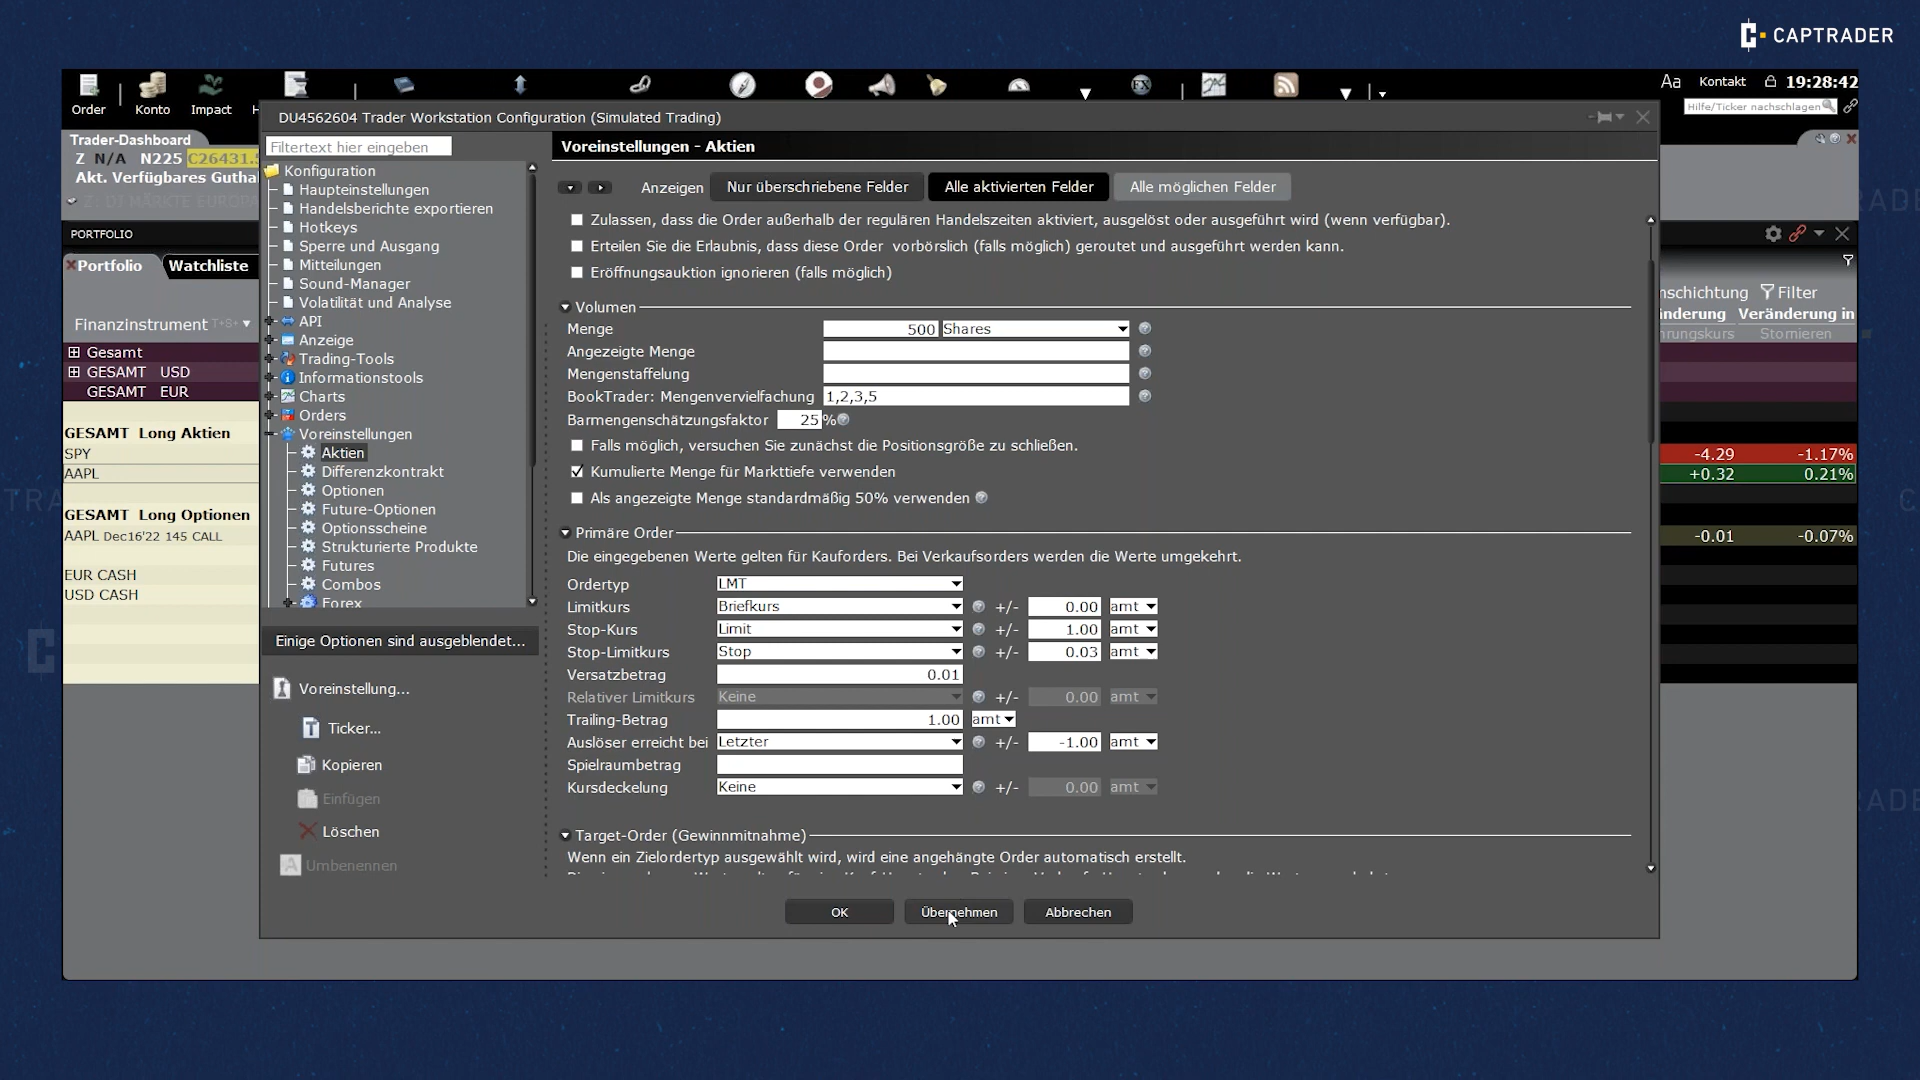 CAPTRADER
Order
Konto
Impact
Aa Kontakt 19:28:42
Hilfe/Ticker nachschlagen
Trader-Dashboard
Z N/A N225 C26431.5
Akt. Verfügbares Gutha
PORTFOLIO
Portfolio Watchliste
Finanzinstrument
Gesamt
GESAMT USD
GESAMT EUR
GESAMT Long Aktien
SPY
AAPL
GESAMT Long Optionen
AAPL Dec16'22 145 CALL
EUR CASH
USD CASH
DU4562604 Trader Workstation Configuration (Simulated Trading)
Filtertext hier eingeben
Konfiguration
Haupteinstellungen
Handelsberichte exportieren
Hotkeys
Sperre und Ausgang
Mitteilungen
Sound-Manager
Volatilität und Analyse
API
Anzeige
Trading-Tools
Informationstools
Charts
Orders
Voreinstellungen
Aktien
Differenzkontrakt
Optionen
Future-Optionen
Optionsscheine
Strukturierte Produkte
Futures
Combos
Forex
Einige Optionen sind ausgeblendet...
Voreinstellung...
Ticker...
Kopieren
Einfügen
Löschen
Umbenennen
Voreinstellungen - Aktien
Anzeigen Nur überschriebene Felder Alle aktivierten Felder Alle möglichen Felder
Zulassen, dass die Order außerhalb der regulären Handelszeiten aktiviert, ausgelöst oder ausgeführt wird (wenn verfügbar).
Erteilen Sie die Erlaubnis, dass diese Order vorbörslich (falls möglich) geroutet und ausgeführt werden kann.
Eröffnungsauktion ignorieren (falls möglich)
Volumen
Menge 500 Shares
Angezeigte Menge
Mengenstaffelung
BookTrader: Mengenvervielfachung 1,2,3,5
Barmengenschätzungsfaktor 25 %
Falls möglich, versuchen Sie zunächst die Positionsgröße zu schließen.
Kumulierte Menge für Markttiefe verwenden
Als angezeigte Menge standardmäßig 50% verwenden
Primäre Order
Die eingegebenen Werte gelten für Kauforders. Bei Verkaufsorders werden die Werte umgekehrt.
Ordertyp LMT
Limitkurs Briefkurs +/- 0.00 amt
Stop-Kurs Limit +/- 1.00 amt
Stop-Limitkurs Stop +/- 0.03 amt
Versatzbetrag 0.01
Relativer Limitkurs Keine +/- 0.00 amt
Trailing-Betrag 1.00 amt
Auslöser erreicht bei Letzter +/- -1.00 amt
Spielraumbetrag
Kursdeckelung Keine +/- 0.00 amt
Target-Order (Gewinnmitnahme)
Wenn ein Zielordertyp ausgewählt wird, wird eine angehängte Order automatisch erstellt.
OK Übernehmen Abbrechen
nschichtung Filter
inderung Veränderung in
hrungskurs Stornieren
-4.29 -1.17%
+0.32 0.21%
-0.01 -0.07%